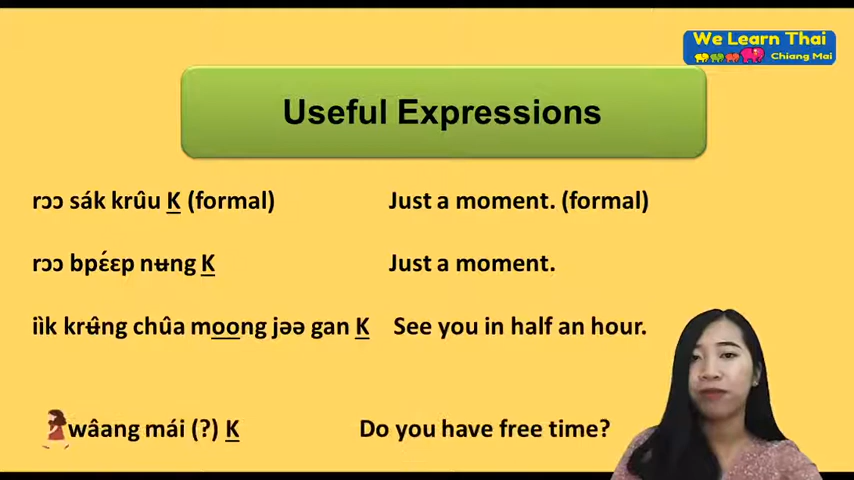 We Learn Thai
Chiang Mai
Useful Expressions
rɔɔ sák krûu K (formal) Just a moment. (formal)
rɔɔ bpɛ́ɛp nʉng K Just a moment.
iìk krʉ̂ng chûa moong jəə gan K See you in half an hour.
wâang mái (?) K Do you have free time?